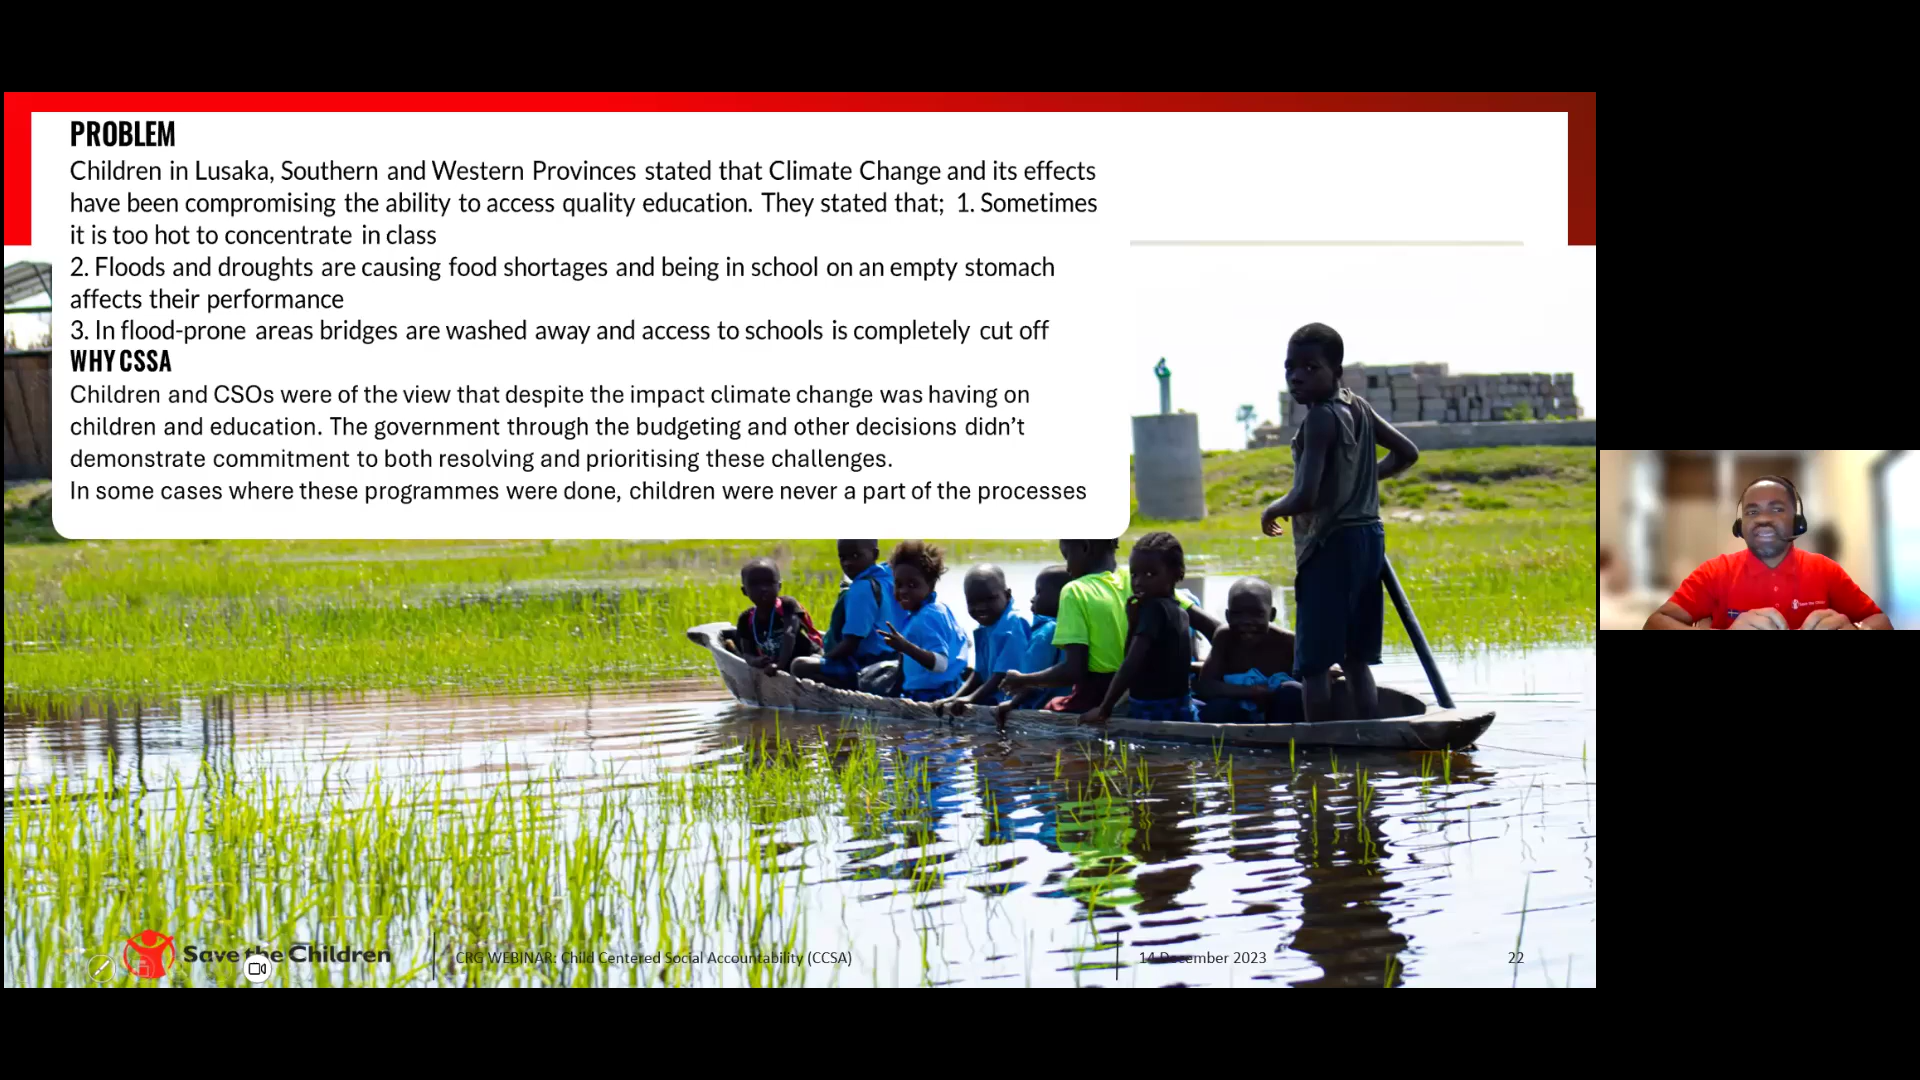 PROBLEM
Children in Lusaka, Southern and Western Provinces stated that Climate Change and its effects
have been compromising the ability to access quality education. They stated that; 1. Sometimes
it is too hot to concentrate in class
2. Floods and droughts are causing food shortages and being in school on an empty stomach
affects their performance
3. In flood-prone areas bridges are washed away and access to schools is completely cut off
WHY CSSA
Children and CSOs were of the view that despite the impact climate change was having on
children and education. The government through the budgeting and other decisions didn’t
demonstrate commitment to both resolving and prioritising these challenges.
In some cases where these programmes were done, children were never a part of the processes
Save the Children
CRG WEBINAR: Child Centered Social Accountability (CCSA)
14 December 2023
22
Save the Children